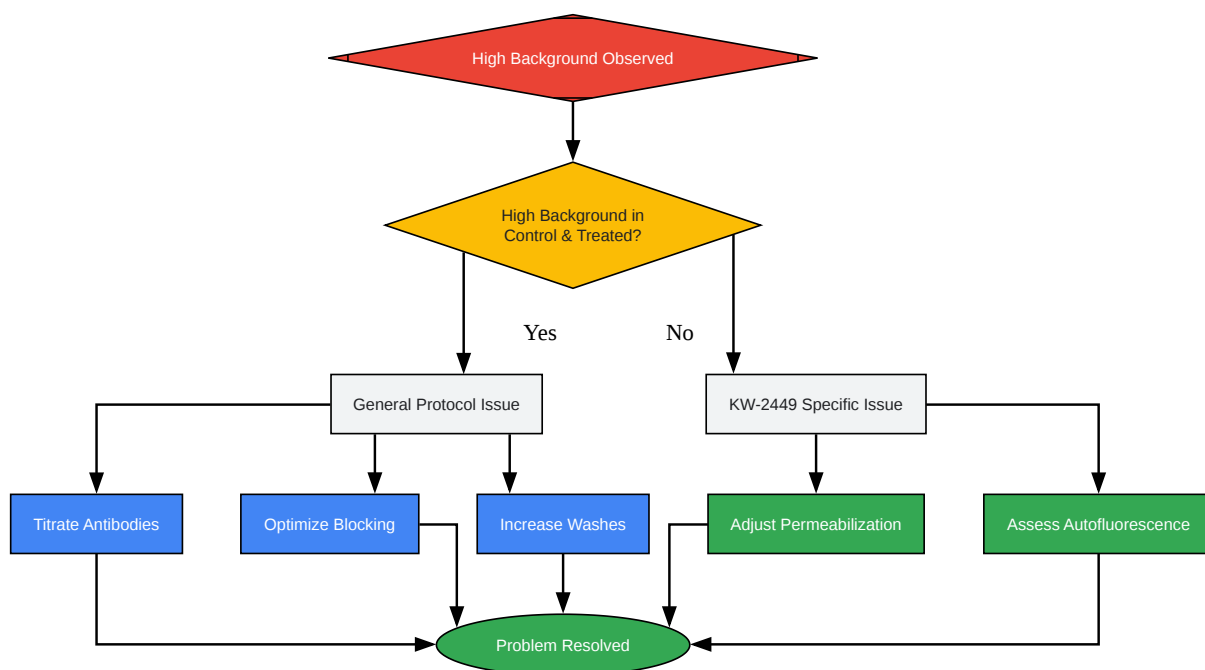 High Background Observed
High Background in
Control & Treated?
Yes
No
General Protocol Issue
KW-2449 Specific Issue
Titrate Antibodies
Optimize Blocking
Increase Washes
Adjust Permeabilization
Assess Autofluorescence
Problem Resolved